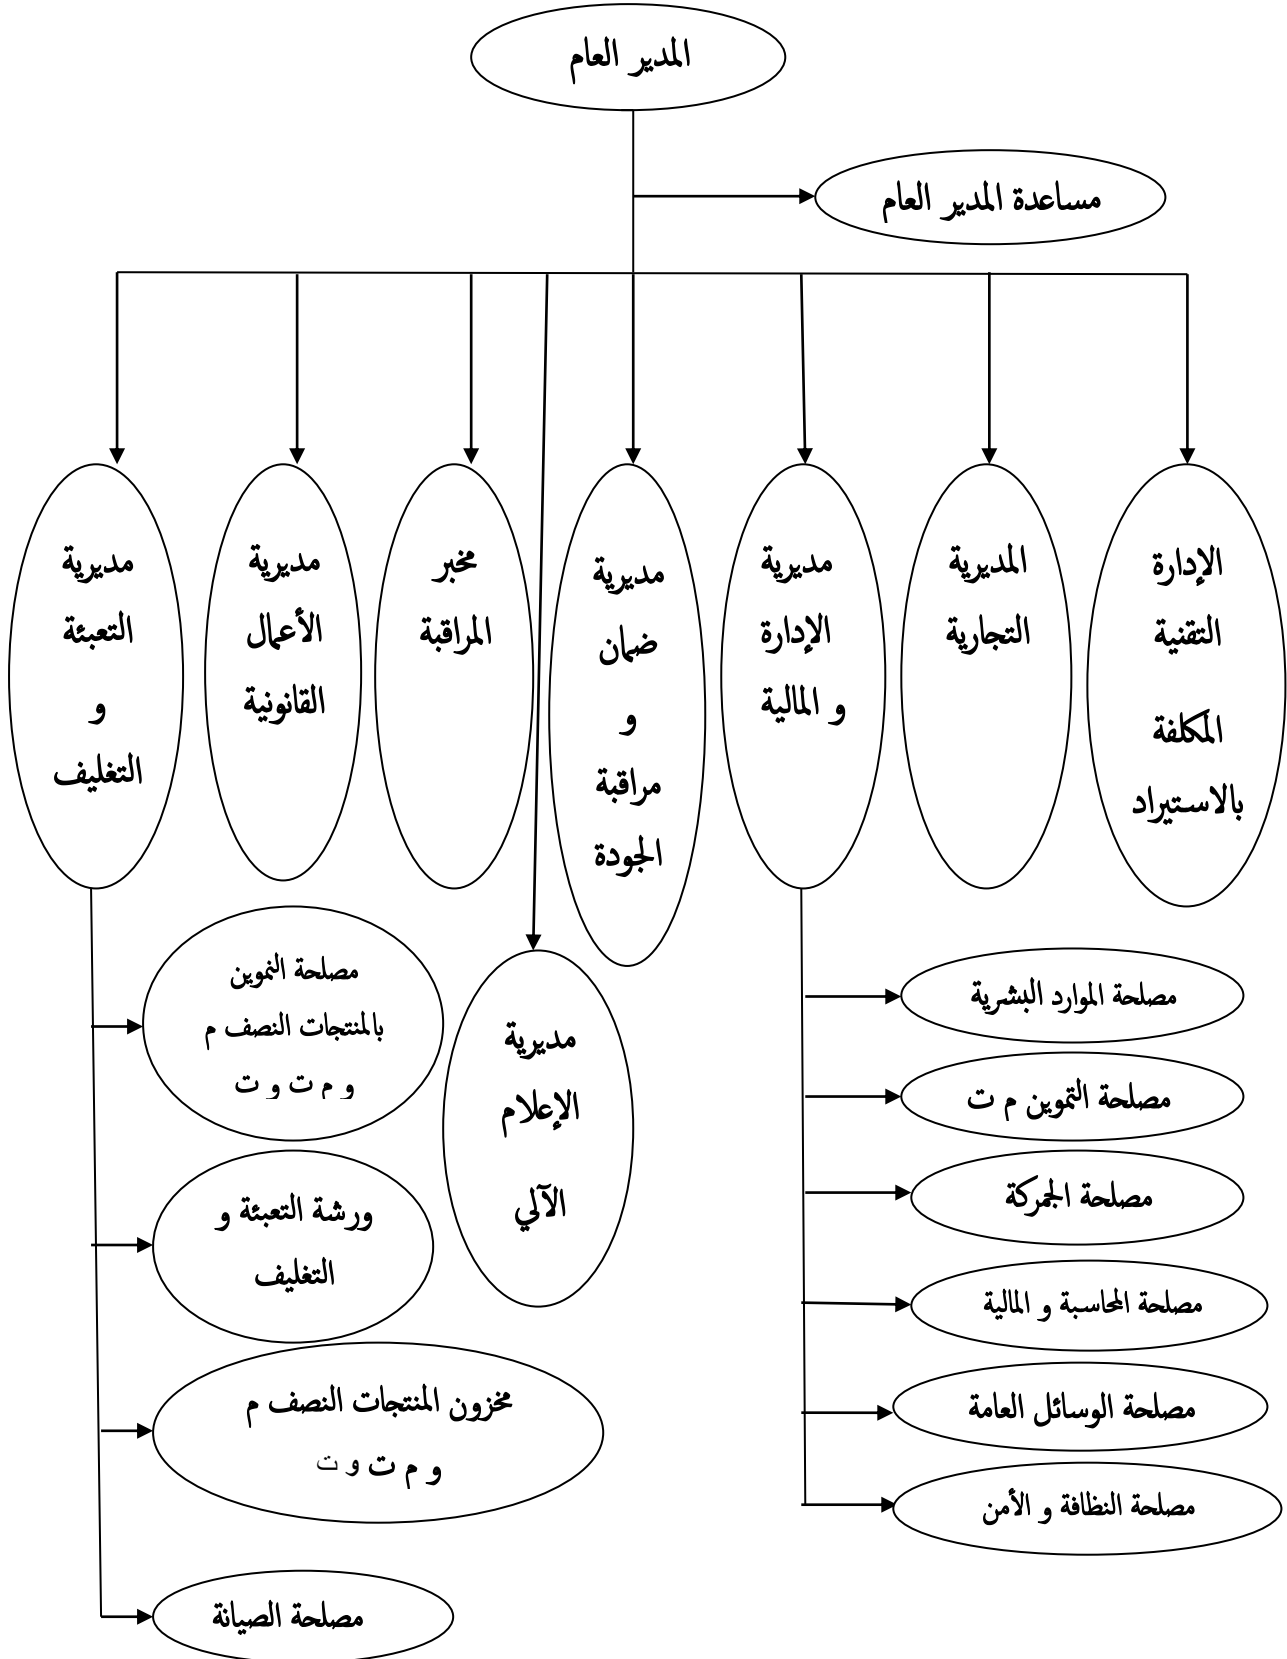 المدير العام
مساعدة المدير العام
الإدارة
التقنية
المكلفة
بالاستيراد
المديرية
التجارية
مديرية
الإدارة
و المالية
مديرية
ضمان
و
مراقبة
الجودة
مخبر
المراقبة
مديرية
الأعمال
القانونية
مديرية
التعبئة
و
التغليف
مديرية
الإعلام
الآلي
مصلحة الموارد البشرية
مصلحة التموين م ت
مصلحة الجمركة
مصلحة المحاسبة و المالية
مصلحة الوسائل العامة
مصلحة النظافة و الأمن
مصلحة التموين
بالمنتجات النصف م
و م ت و ت
ورشة التعبئة و
التغليف
مخزون المنتجات النصف م
و م ت و ت
مصلحة الصيانة